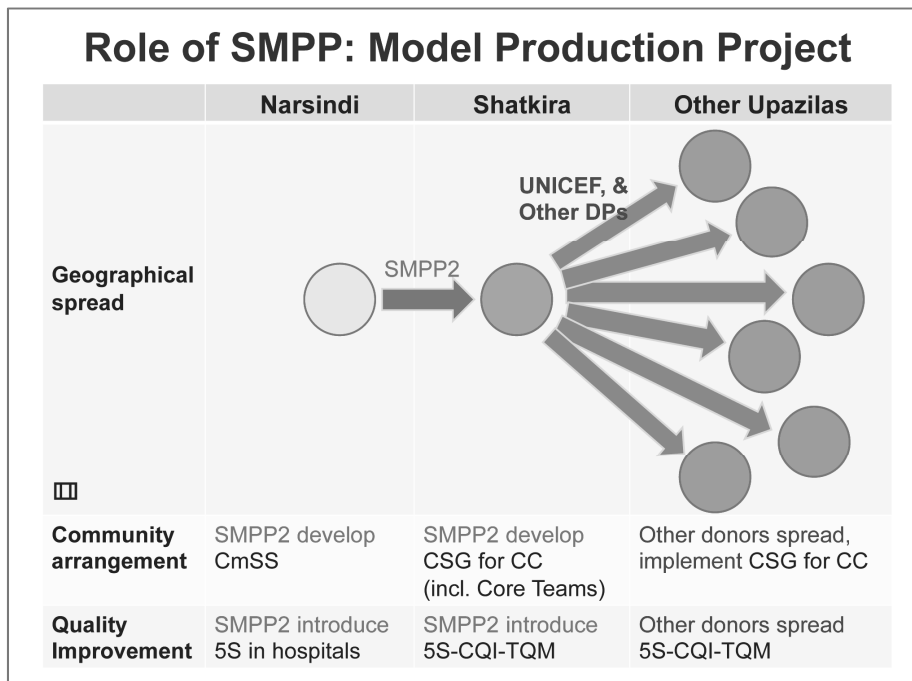 Role of SMPP: Model Production Project
Narsindi Shatkira Other Upazilas
UNICEF, &
Other DPs
Geographical
spread
SMPP2
Community
arrangement
SMPP2 develop
CmSS
SMPP2 develop
CSG for CC
(incl. Core Teams)
Other donors spread,
implement CSG for CC
Quality
Improvement
SMPP2 introduce
5S in hospitals
SMPP2 introduce
5S-CQI-TQM
Other donors spread
5S-CQI-TQM